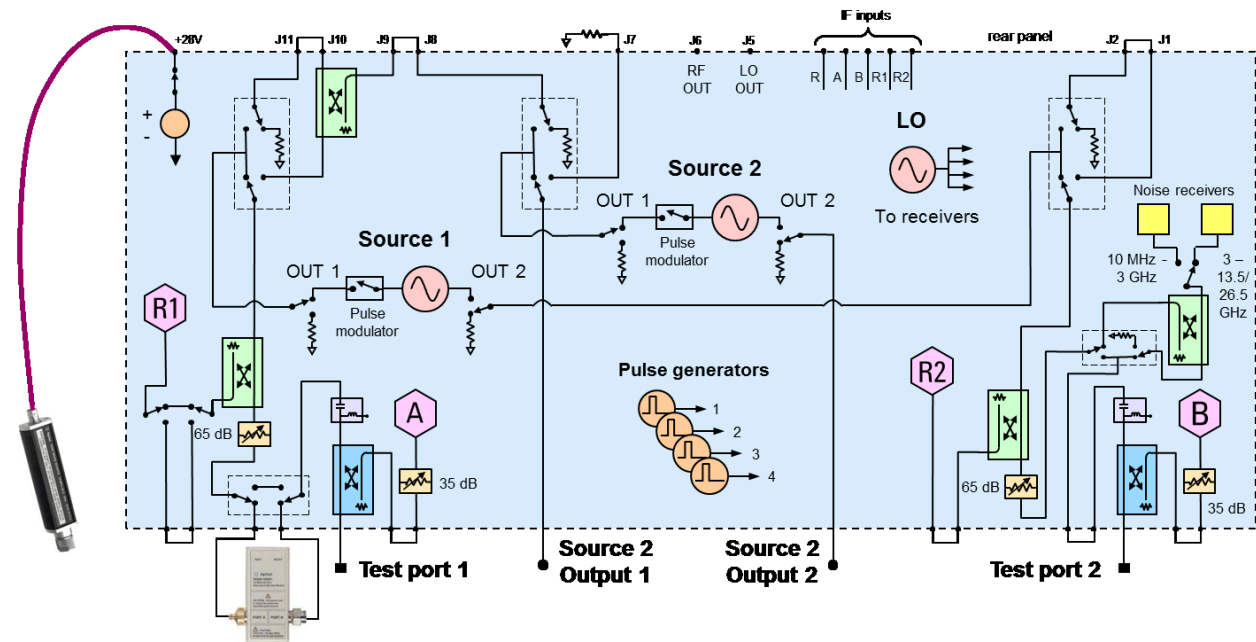 IF inputs
+28V
J11
J10
J9
J8
J7
J6
J5
rear panel
J2
J1
RF
OUT
LO
OUT
R
A
B
R1
R2
+
-
LO
To receivers
Source 2
OUT 1
OUT 2
Pulse
modulator
Noise receivers
10 MHz -
3 GHz
3 –
13.5/
26.5
GHz
Source 1
OUT 1
OUT 2
Pulse
modulator
R1
A
R2
B
Pulse generators
1
2
3
4
65 dB
35 dB
65 dB
35 dB
Test port 1
Source 2
Output 1
Source 2
Output 2
Test port 2
Agilent
PORT B
PORT A